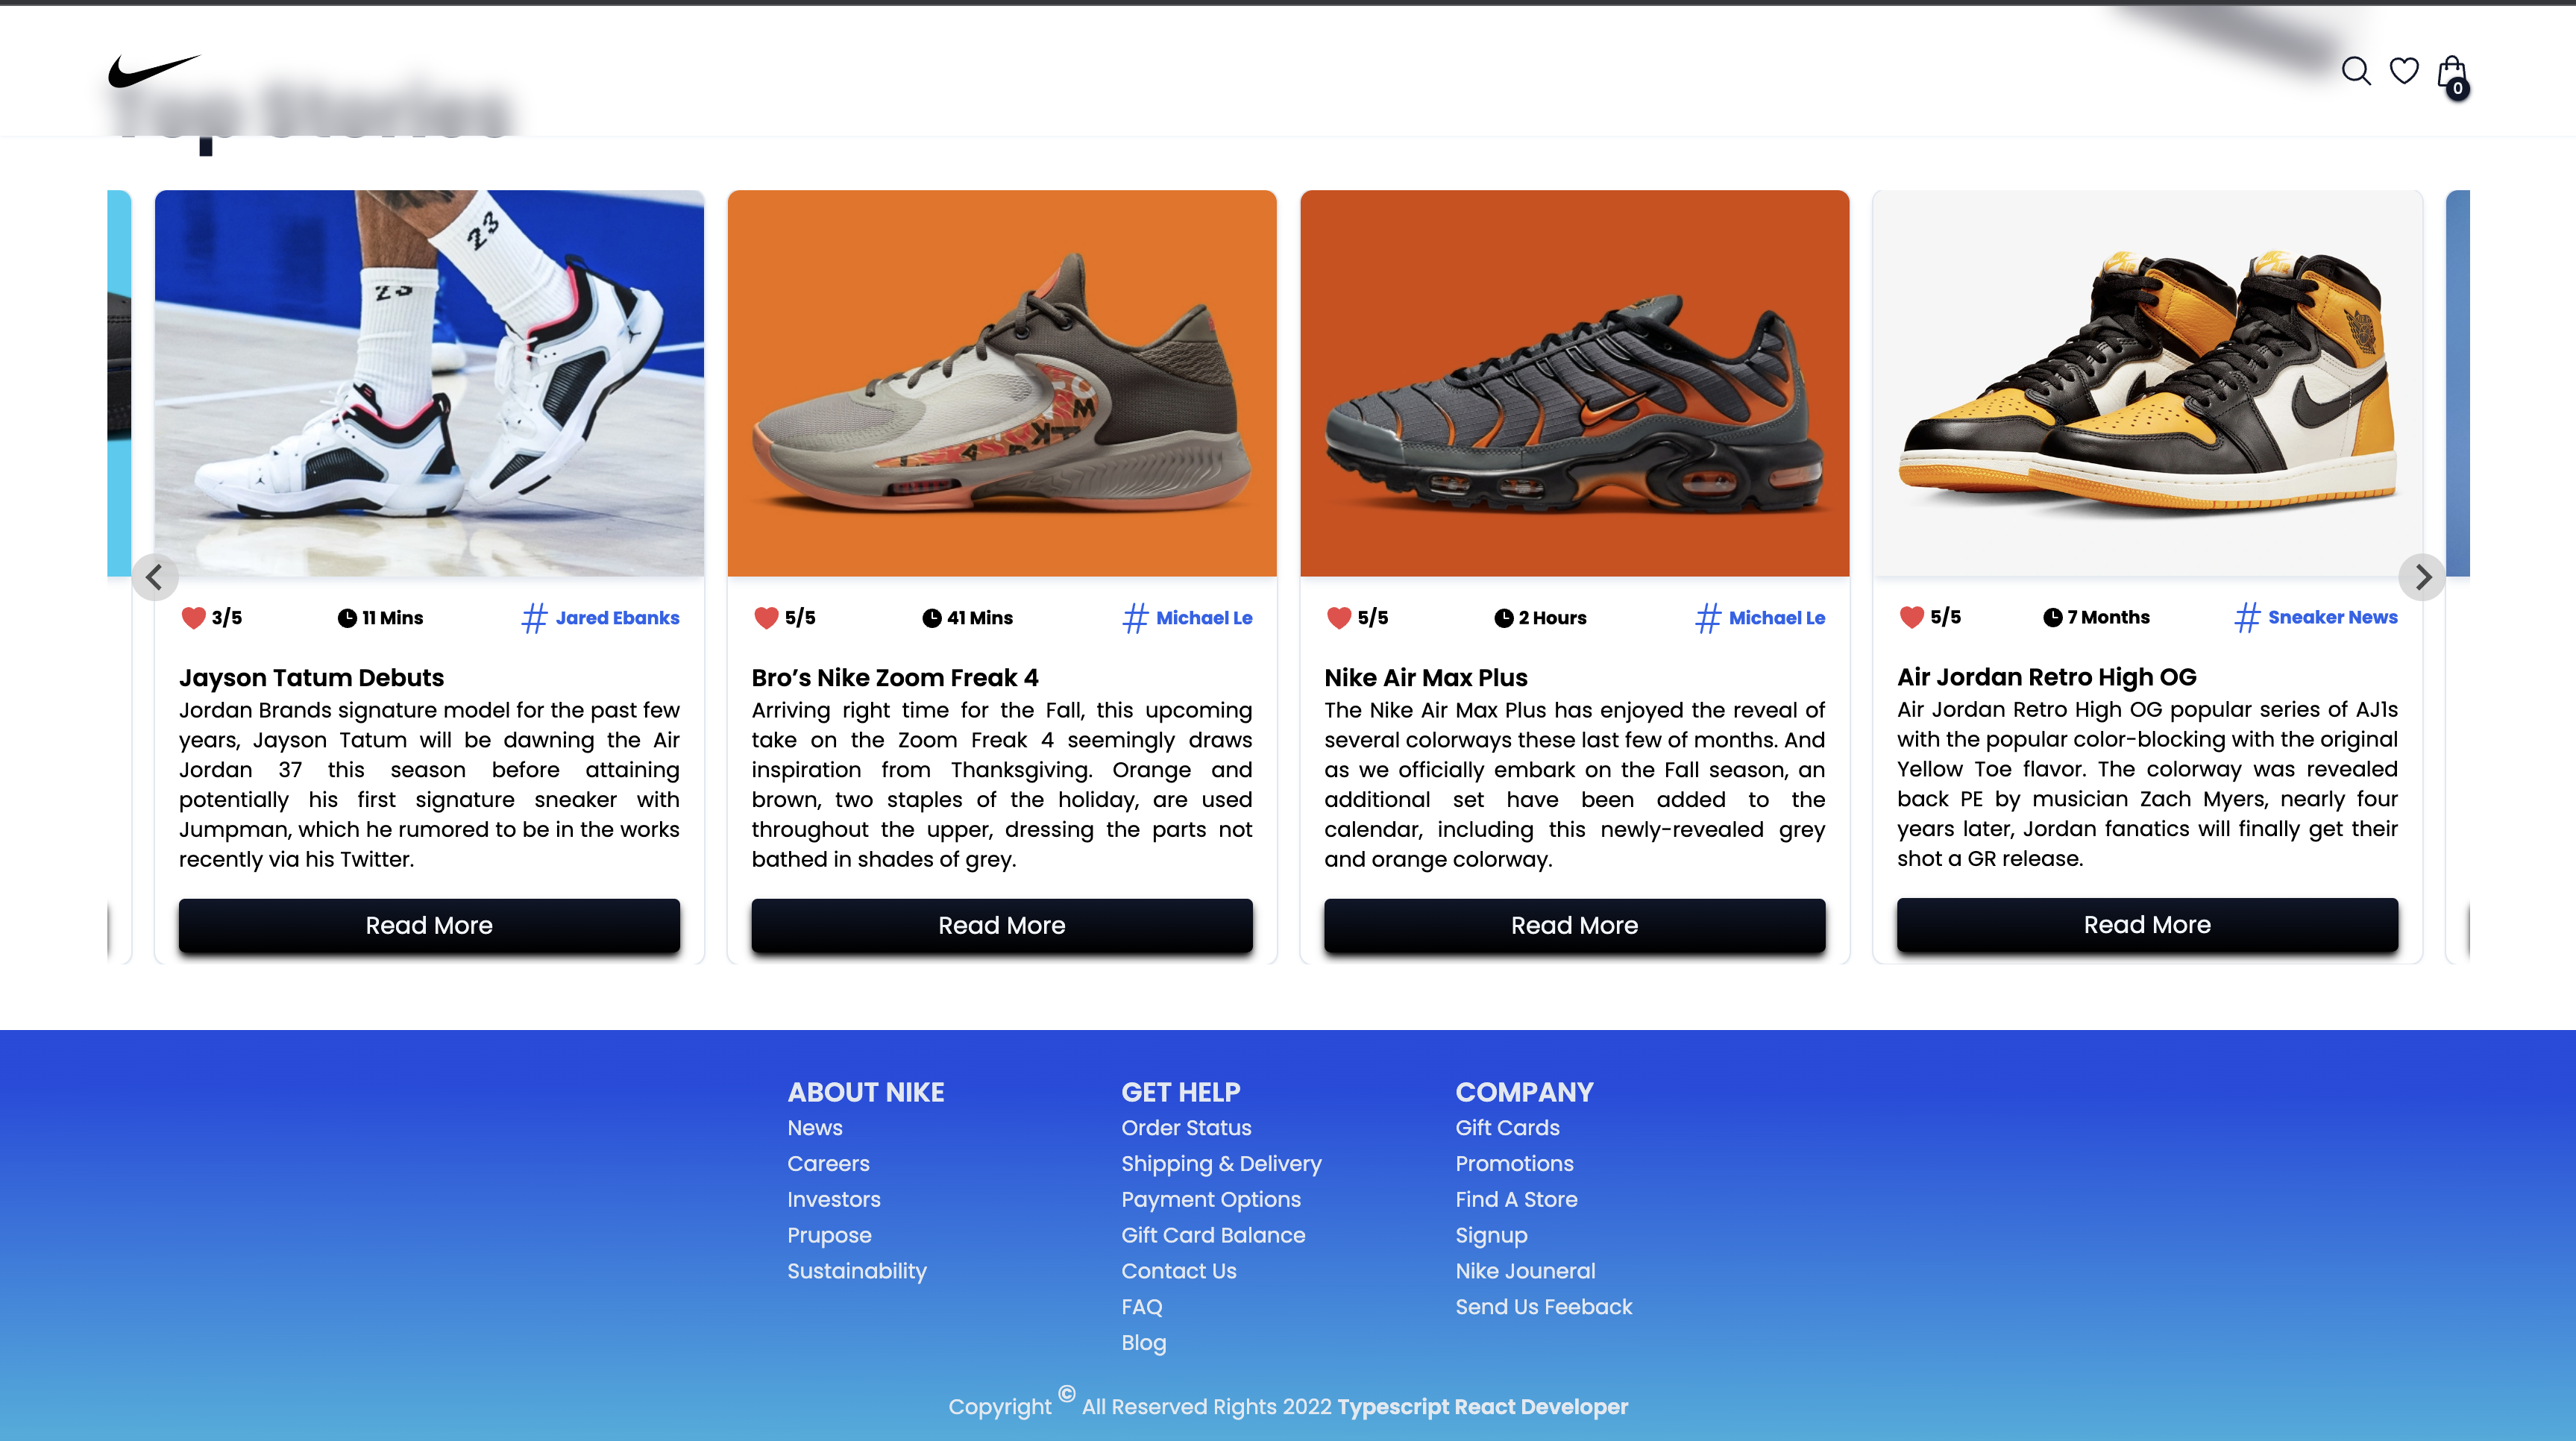 Top Stories
0
23
23
3/5 11 Mins # Jared Ebanks
Jayson Tatum Debuts
Jordan Brands signature model for the past few
years, Jayson Tatum will be dawning the Air
Jordan 37 this season before attaining
potentially his first signature sneaker with
Jumpman, which he rumored to be in the works
recently via his Twitter.
Read More
5/5 41 Mins # Michael Le
Bro’s Nike Zoom Freak 4
Arriving right time for the Fall, this upcoming
take on the Zoom Freak 4 seemingly draws
inspiration from Thanksgiving. Orange and
brown, two staples of the holiday, are used
throughout the upper, dressing the parts not
bathed in shades of grey.
Read More
5/5 2 Hours # Michael Le
Nike Air Max Plus
The Nike Air Max Plus has enjoyed the reveal of
several colorways these last few of months. And
as we officially embark on the Fall season, an
additional set have been added to the
calendar, including this newly-revealed grey
and orange colorway.
Read More
5/5 7 Months # Sneaker News
Air Jordan Retro High OG
Air Jordan Retro High OG popular series of AJ1s
with the popular color-blocking with the original
Yellow Toe flavor. The colorway was revealed
back PE by musician Zach Myers, nearly four
years later, Jordan fanatics will finally get their
shot a GR release.
Read More
ABOUT NIKE
News
Careers
Investors
Prupose
Sustainability
GET HELP
Order Status
Shipping & Delivery
Payment Options
Gift Card Balance
Contact Us
FAQ
Blog
COMPANY
Gift Cards
Promotions
Find A Store
Signup
Nike Jouneral
Send Us Feeback
Copyright © All Reserved Rights 2022 Typescript React Developer